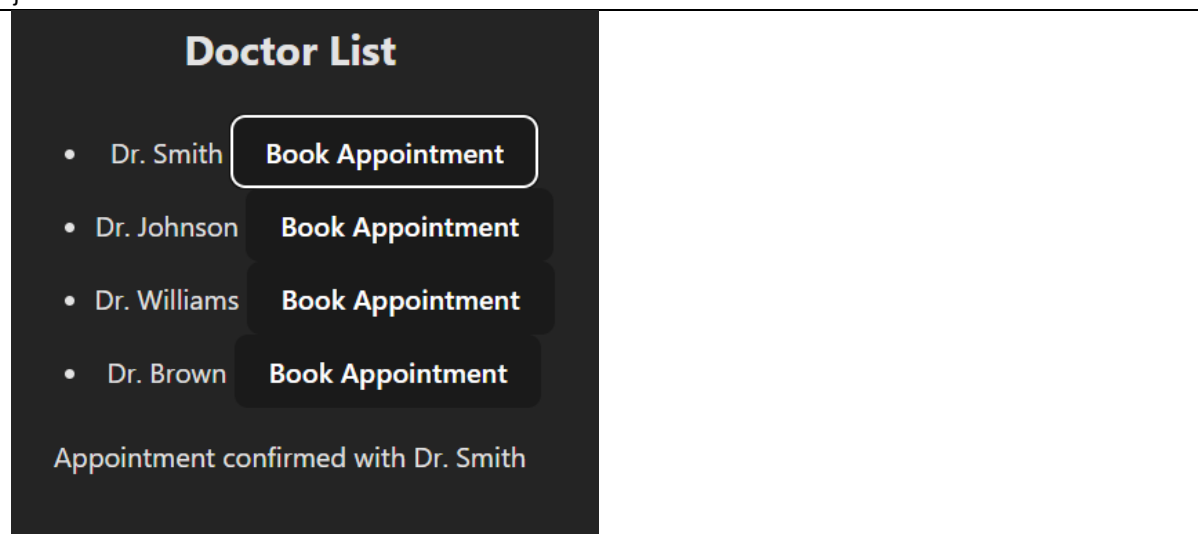 Doctor List
• Dr. Smith Book Appointment
• Dr. Johnson Book Appointment
• Dr. Williams Book Appointment
• Dr. Brown Book Appointment
Appointment confirmed with Dr. Smith